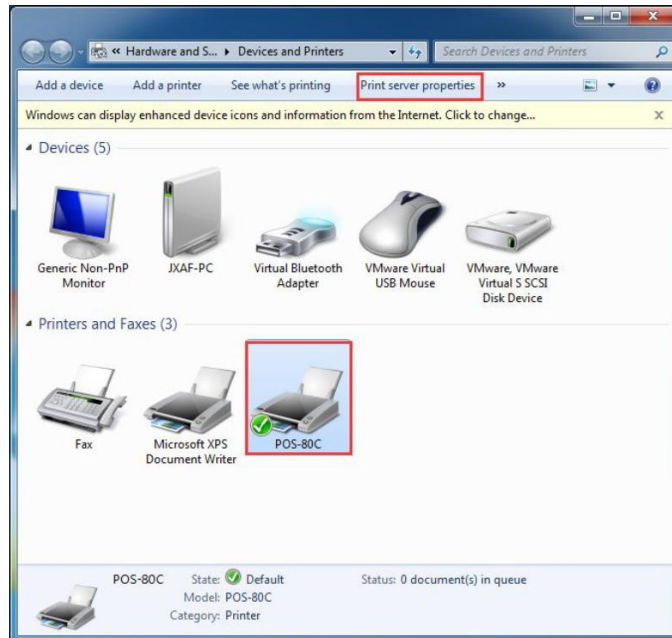 « Hardware and S... ▸ Devices and Printers
Search Devices and Printers
Add a device Add a printer See what's printing Print server properties »
Windows can display enhanced device icons and information from the Internet. Click to change...
Devices (5)
Generic Non-PnP Monitor
JXAF-PC
Virtual Bluetooth Adapter
VMware Virtual USB Mouse
VMware, VMware Virtual S SCSI Disk Device
Printers and Faxes (3)
Fax
Microsoft XPS Document Writer
POS-80C
POS-80C State: Default Status: 0 document(s) in queue
Model: POS-80C
Category: Printer